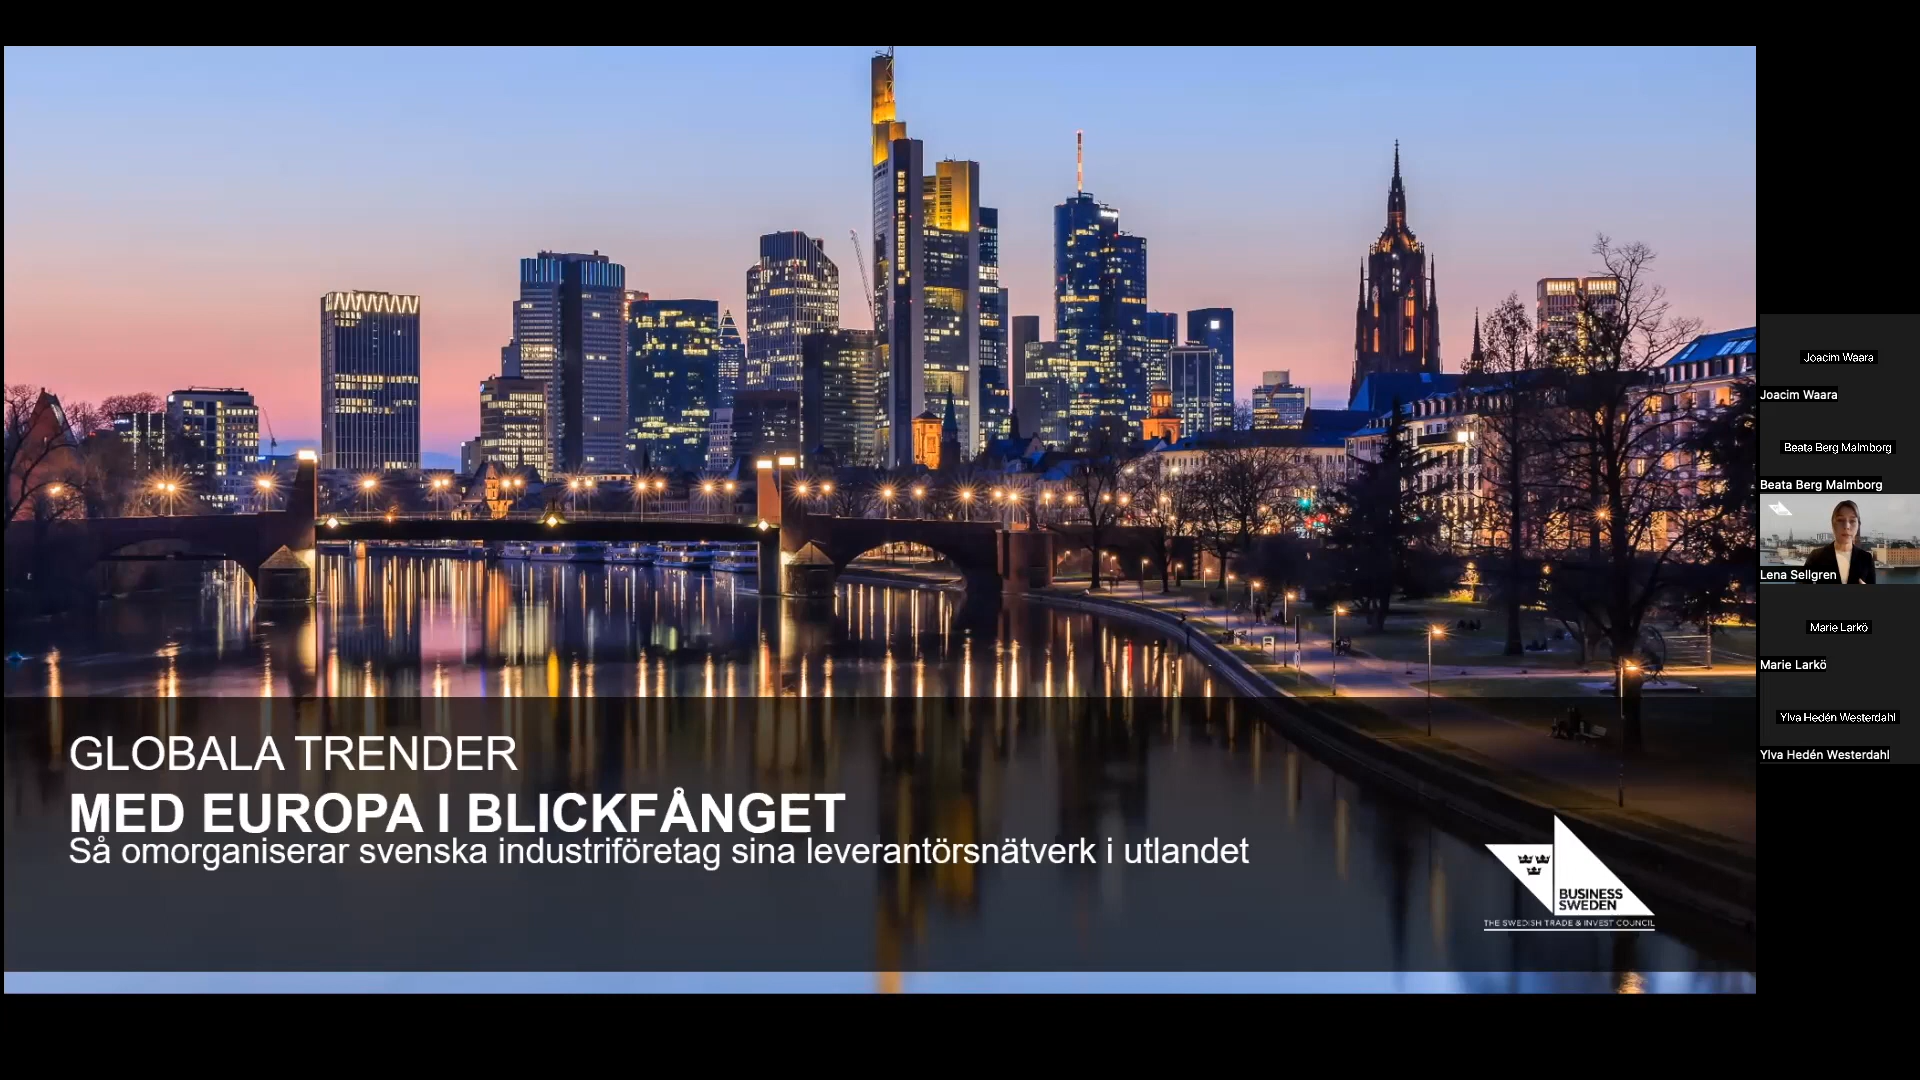 GLOBALA TRENDER
MED EUROPA I BLICKFÅNGET
Så omorganiserar svenska industriföretag sina leverantörsnätverk i utlandet
BUSINESS
SWEDEN
THE SWEDISH TRADE & INVEST COUNCIL
Joacim Waara
Joacim Waara
Beata Berg Malmborg
Beata Berg Malmborg
Lena Sellgren
Marie Larkö
Marie Larkö
Ylva Hedén Westerdahl
Ylva Hedén Westerdahl